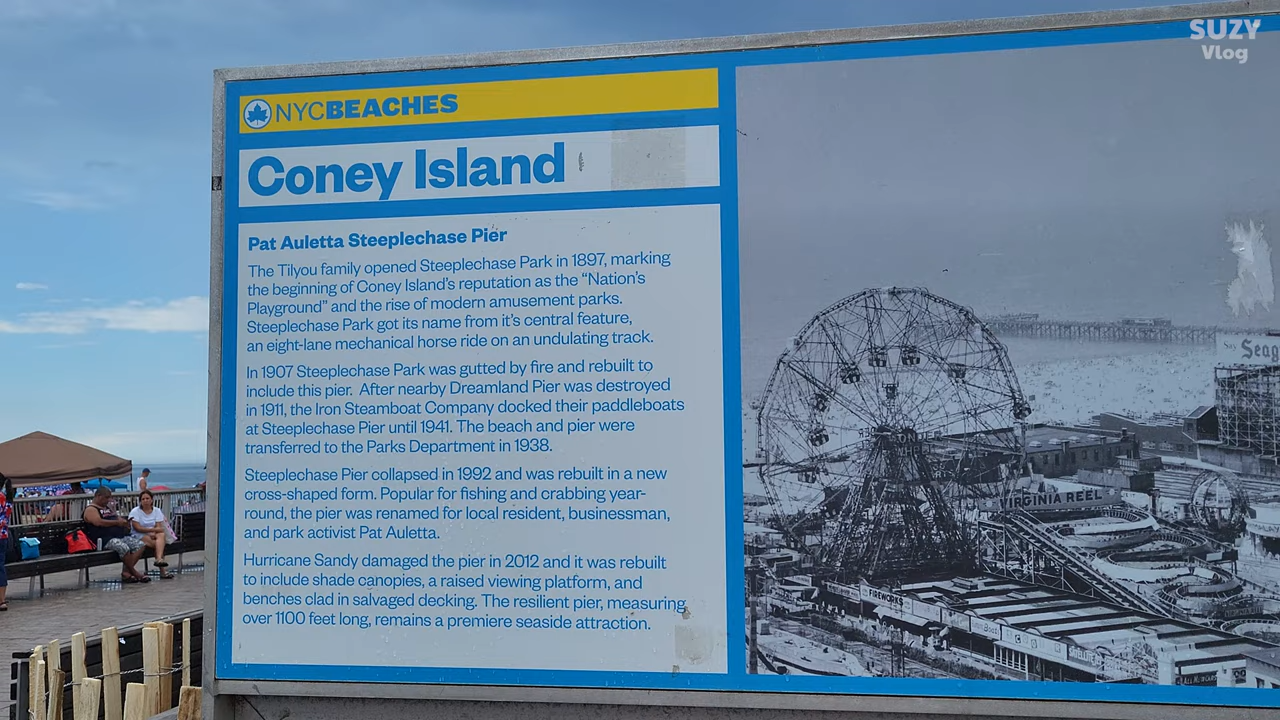 SUZY
Vlog
NYCBEACHES
Coney Island
Pat Auletta Steeplechase Pier
The Tilyou family opened Steeplechase Park in 1897, marking
the beginning of Coney Island's reputation as the “Nation's
Playground” and the rise of modern amusement parks.
Steeplechase Park got its name from it's central feature,
an eight-lane mechanical horse ride on an undulating track.
In 1907 Steeplechase Park was gutted by fire and rebuilt to
include this pier. After nearby Dreamland Pier was destroyed
in 1911, the Iron Steamboat Company docked their paddleboats
at Steeplechase Pier until 1941. The beach and pier were
transferred to the Parks Department in 1938.
Steeplechase Pier collapsed in 1992 and was rebuilt in a new
cross-shaped form. Popular for fishing and crabbing year-
round, the pier was renamed for local resident, businessman,
and park activist Pat Auletta.
Hurricane Sandy damaged the pier in 2012 and it was rebuilt
to include shade canopies, a raised viewing platform, and
benches clad in salvaged decking. The resilient pier, measuring
over 1100 feet long, remains a premiere seaside attraction.
Seag
VIRGINIA REEL
FIREWORKS